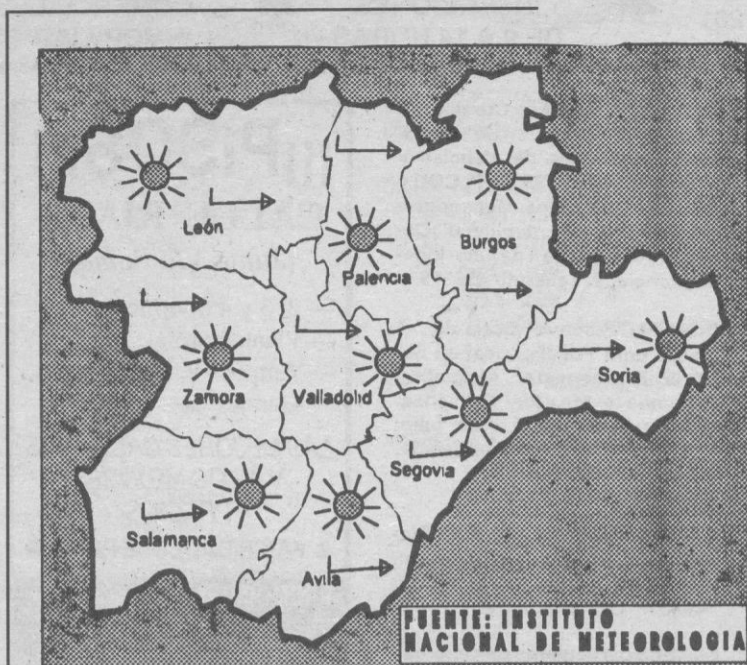 León
Burgos
Palencia
Zamora
Valladolid
Soria
Segovia
Salamanca
Avila
FUENTE: INSTITUTO
NACIONAL DE METEOROLOGIA